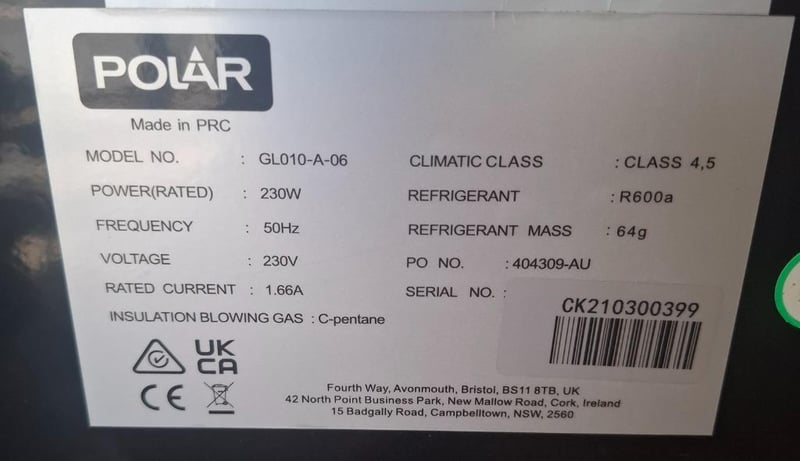 POLAR
Made in PRC
MODEL NO. : GL010-A-06
POWER(RATED) : 230W
FREQUENCY : 50Hz
VOLTAGE : 230V
RATED CURRENT : 1.66A
INSULATION BLOWING GAS : C-pentane
CLIMATIC CLASS : CLASS 4,5
REFRIGERANT : R600a
REFRIGERANT MASS : 64g
PO NO. : 404309-AU
SERIAL NO. :
CK210300399
UK
CA
CE
Fourth Way, Avonmouth, Bristol, BS11 8TB, UK
42 North Point Business Park, New Mallow Road, Cork, Ireland
15 Badgally Road, Campbelltown, NSW, 2560